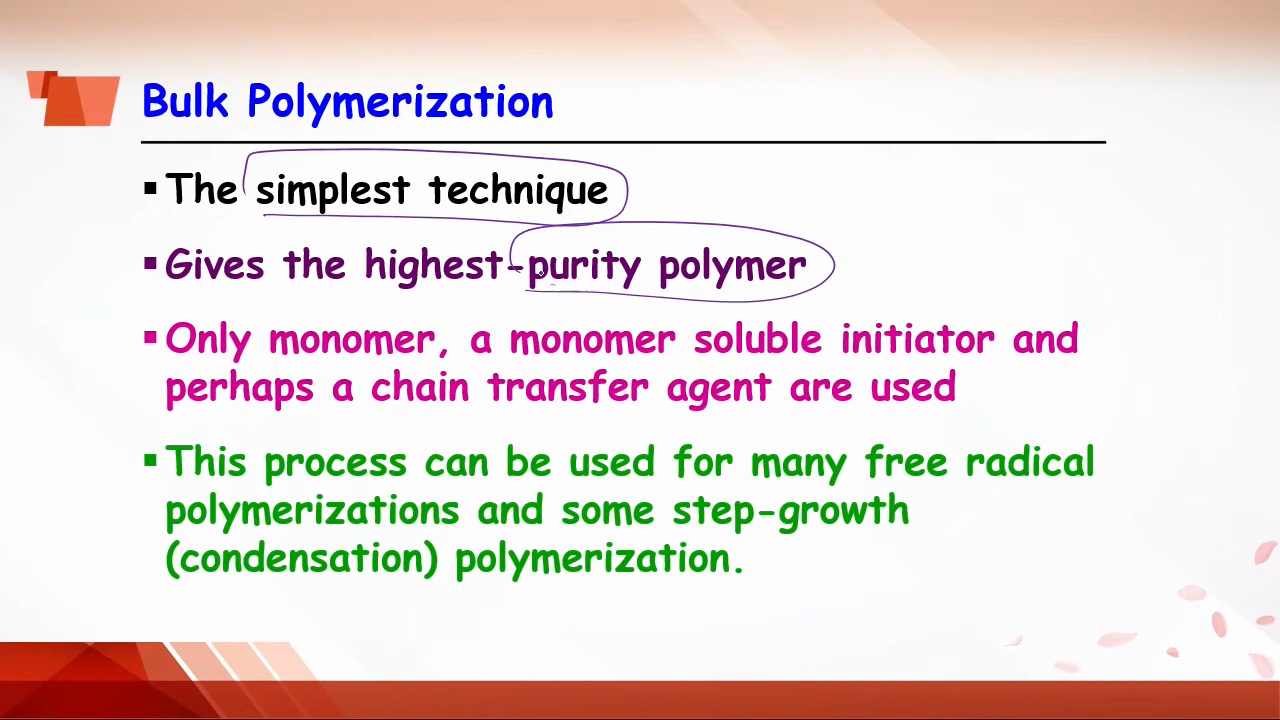 Bulk Polymerization
▪ The simplest technique
▪ Gives the highest-purity polymer
▪ Only monomer, a monomer soluble initiator and
perhaps a chain transfer agent are used
▪ This process can be used for many free radical
polymerizations and some step-growth
(condensation) polymerization.